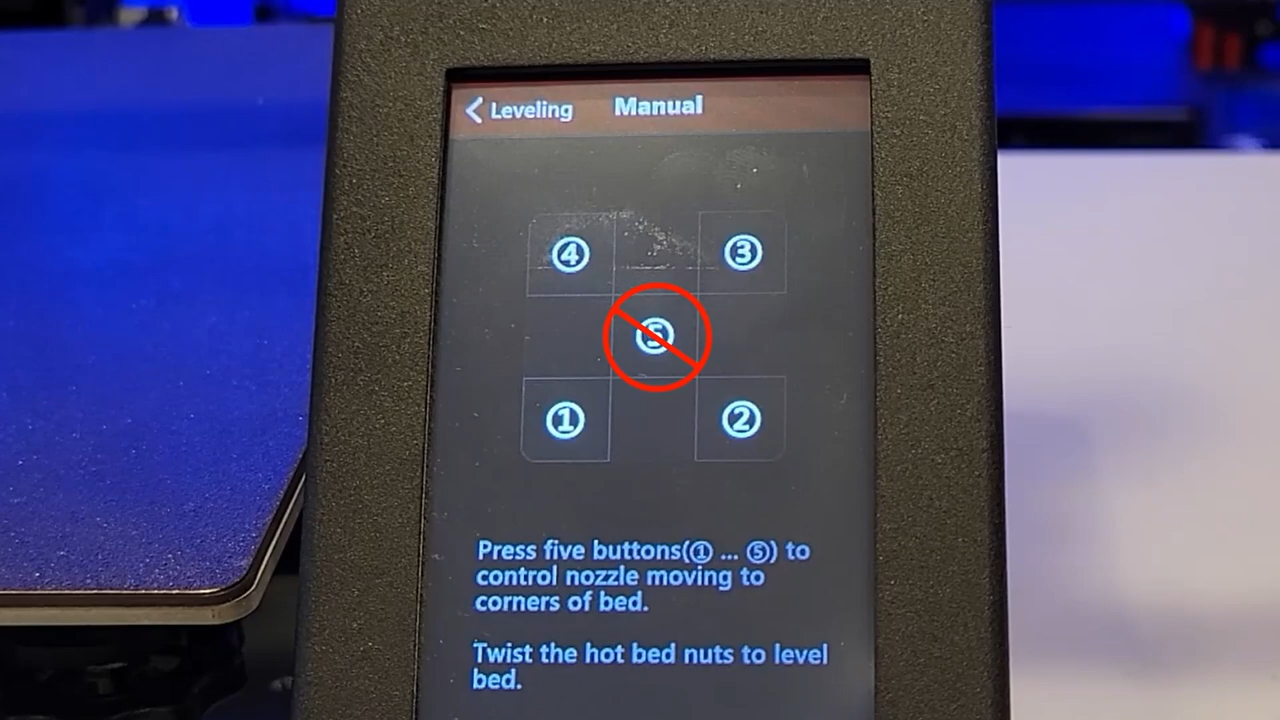 Leveling Manual
④ ③
⑤
① ②
Press five buttons(① ... ⑤) to
control nozzle moving to
corners of bed.
Twist the hot bed nuts to level
bed.